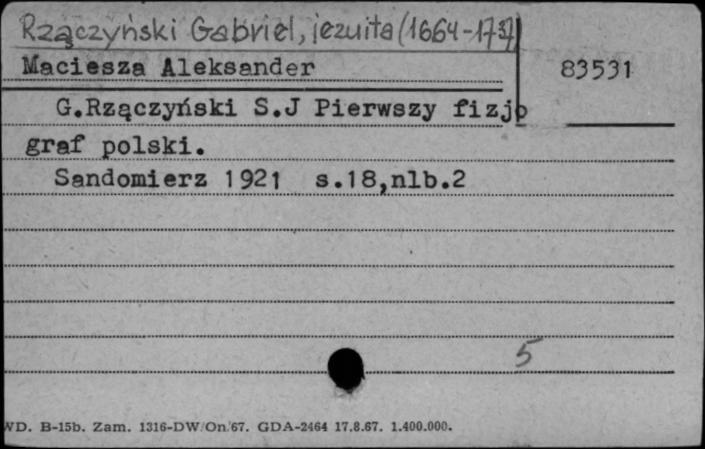 Rzączyński Gabriel, jezuita (1664-1737)
Maciesza Aleksander
83531
G.Rzączyński S.J Pierwszy fizjo
graf polski.
Sandomierz 1921 s.18,nlb.2
5
WD. B-15b. Zam. 1316-DW/On/67. GDA-2464 17.8.67. 1.400.000.